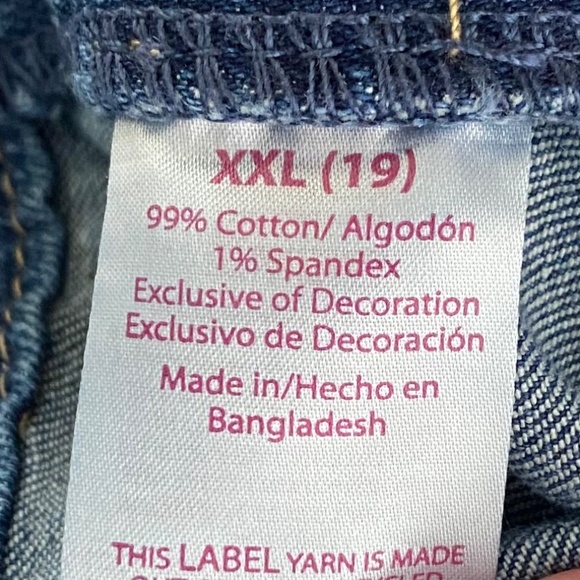 XXL (19)
99% Cotton/ Algodón
1% Spandex
Exclusive of Decoration
Exclusivo de Decoración
Made in/Hecho en
Bangladesh
THIS LABEL YARN IS MADE